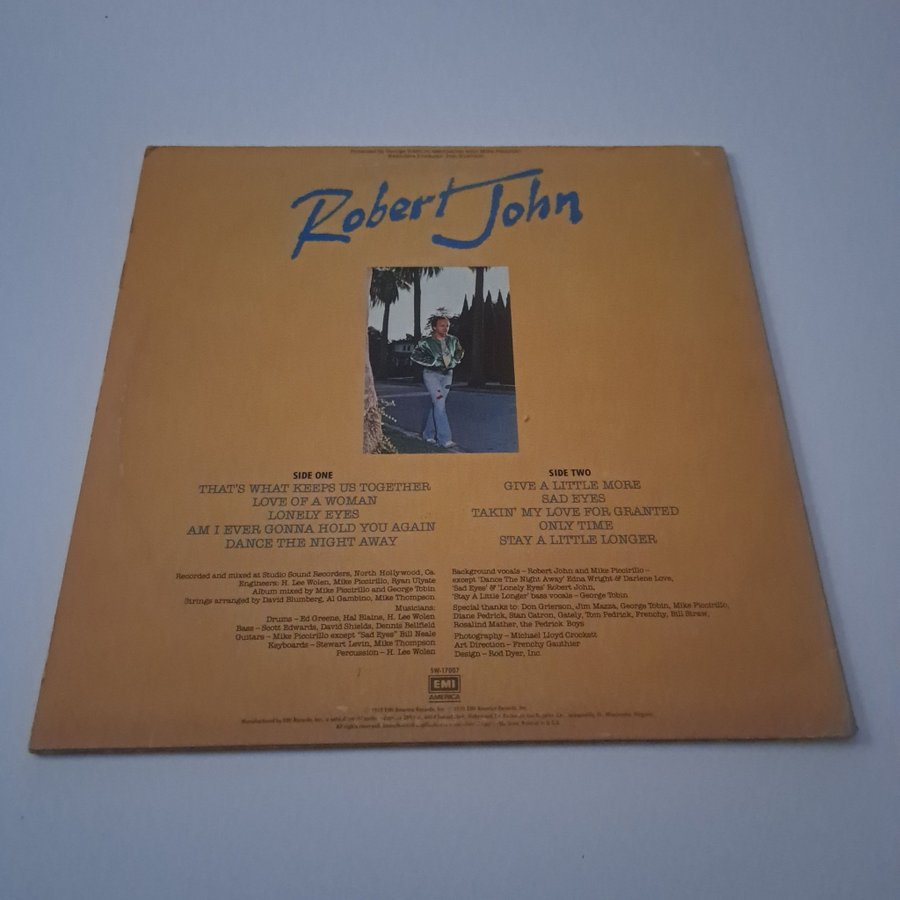 Robert John
SIDE ONE
THAT'S WHAT KEEPS US TOGETHER
LOVE OF A WOMAN
LONELY EYES
AM I EVER GONNA HOLD YOU AGAIN
DANCE THE NIGHT AWAY
SIDE TWO
GIVE A LITTLE MORE
SAD EYES
TAKIN' MY LOVE FOR GRANTED
ONLY TIME
STAY A LITTLE LONGER
Recorded and mixed at Studio Sound Recorders, North Hollywood, Ca.
Engineers: H. Lee Wolen, Mike Piccirillo, Ryan Ulyate
Album mixed by Mike Piccirillo and George Tobin
Strings arranged by David Blumberg, Al Gambino, Mike Thompson
Musicians:
Drums – Ed Greene, Hal Blaine, H. Lee Wolen
Bass – Scott Edwards, David Shields, Dennis Belfield
Guitars – Mike Piccirillo except "Sad Eyes" Bill Neale
Keyboards – Stewart Levin, Mike Thompson
Percussion – H. Lee Wolen
Background vocals – Robert John and Mike Piccirillo –
except 'Dance The Night Away' Edna Wright & Darlene Love,
'Sad Eyes' & 'Lonely Eyes' Robert John,
'Stay A Little Longer' bass vocals – George Tobin
Special thanks to: Don Grierson, Jim Mazza, George Tobin, Mike Piccirillo,
Diane Pedrick, Stan Catron, Gately, Tom Pedrick, Frenchy, Bill Straw,
Rosalind Mather, the Pedrick Boys
Photography – Michael Lloyd Crockett
Art Direction – Frenchy Gauthier
Design – Rod Dyer, Inc.
SW-17007
EMI
AMERICA